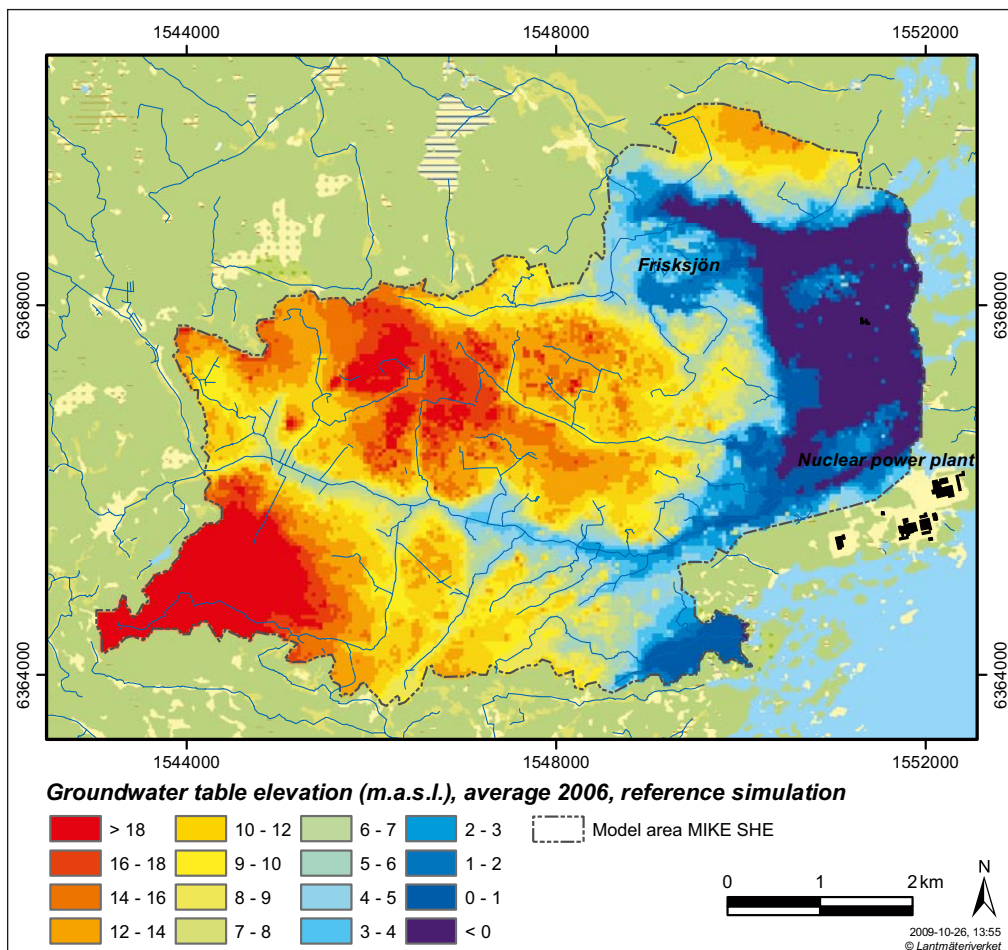 1544000 1548000 1552000
6368000 6368000
Frisksjön
Nuclear power plant
6364000 6364000
1544000 1548000 1552000
Groundwater table elevation (m.a.s.l.), average 2006, reference simulation
> 18 10 - 12 6 - 7 2 - 3 Model area MIKE SHE
16 - 18 9 - 10 5 - 6 1 - 2
14 - 16 8 - 9 4 - 5 0 - 1
12 - 14 7 - 8 3 - 4 < 0
0 1 2 km
N
2009-10-26, 13:55
© Lantmäteriverket